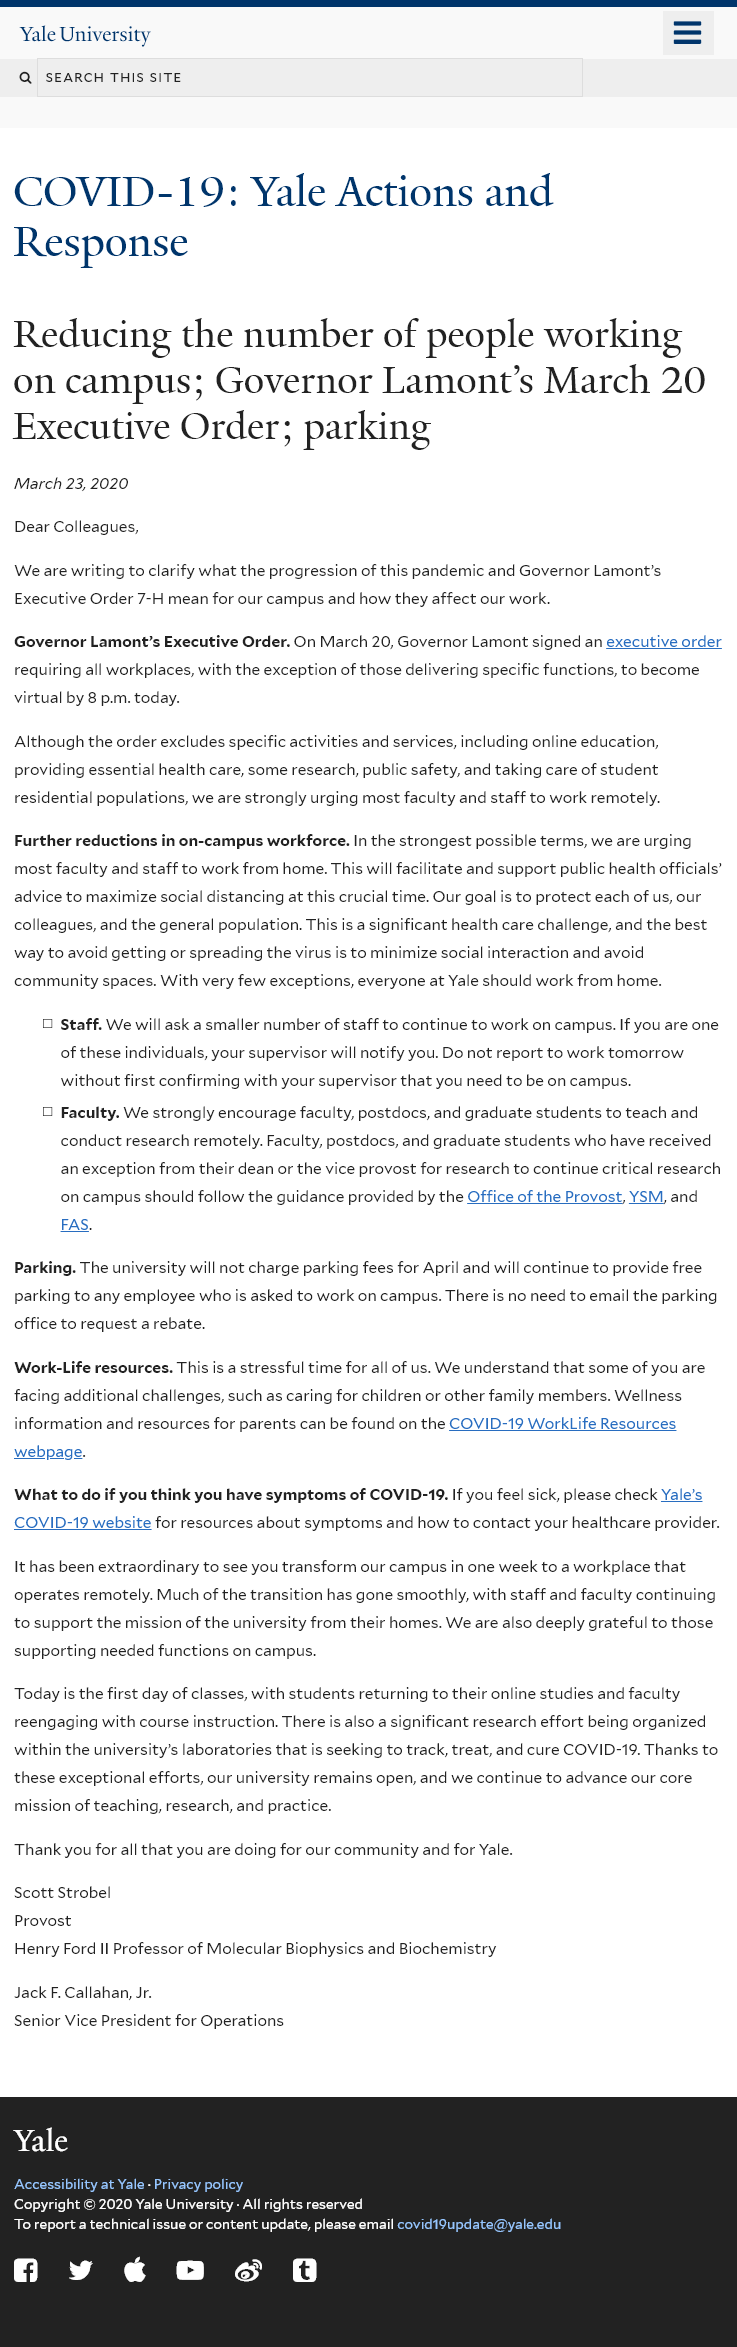 Yale University
SEARCH THIS SITE
COVID-19: Yale Actions and
Response
Reducing the number of people working
on campus; Governor Lamont’s March 20
Executive Order; parking
March 23, 2020
Dear Colleagues,
We are writing to clarify what the progression of this pandemic and Governor Lamont’s
Executive Order 7-H mean for our campus and how they affect our work.
Governor Lamont’s Executive Order. On March 20, Governor Lamont signed an executive order
requiring all workplaces, with the exception of those delivering specific functions, to become
virtual by 8 p.m. today.
Although the order excludes specific activities and services, including online education,
providing essential health care, some research, public safety, and taking care of student
residential populations, we are strongly urging most faculty and staff to work remotely.
Further reductions in on-campus workforce. In the strongest possible terms, we are urging
most faculty and staff to work from home. This will facilitate and support public health officials’
advice to maximize social distancing at this crucial time. Our goal is to protect each of us, our
colleagues, and the general population. This is a significant health care challenge, and the best
way to avoid getting or spreading the virus is to minimize social interaction and avoid
community spaces. With very few exceptions, everyone at Yale should work from home.
Staff. We will ask a smaller number of staff to continue to work on campus. If you are one
of these individuals, your supervisor will notify you. Do not report to work tomorrow
without first confirming with your supervisor that you need to be on campus.
Faculty. We strongly encourage faculty, postdocs, and graduate students to teach and
conduct research remotely. Faculty, postdocs, and graduate students who have received
an exception from their dean or the vice provost for research to continue critical research
on campus should follow the guidance provided by the Office of the Provost, YSM, and
FAS.
Parking. The university will not charge parking fees for April and will continue to provide free
parking to any employee who is asked to work on campus. There is no need to email the parking
office to request a rebate.
Work-Life resources. This is a stressful time for all of us. We understand that some of you are
facing additional challenges, such as caring for children or other family members. Wellness
information and resources for parents can be found on the COVID-19 WorkLife Resources
webpage.
What to do if you think you have symptoms of COVID-19. If you feel sick, please check Yale’s
COVID-19 website for resources about symptoms and how to contact your healthcare provider.
It has been extraordinary to see you transform our campus in one week to a workplace that
operates remotely. Much of the transition has gone smoothly, with staff and faculty continuing
to support the mission of the university from their homes. We are also deeply grateful to those
supporting needed functions on campus.
Today is the first day of classes, with students returning to their online studies and faculty
reengaging with course instruction. There is also a significant research effort being organized
within the university’s laboratories that is seeking to track, treat, and cure COVID-19. Thanks to
these exceptional efforts, our university remains open, and we continue to advance our core
mission of teaching, research, and practice.
Thank you for all that you are doing for our community and for Yale.
Scott Strobel
Provost
Henry Ford II Professor of Molecular Biophysics and Biochemistry
Jack F. Callahan, Jr.
Senior Vice President for Operations
Yale
Accessibility at Yale · Privacy policy
Copyright © 2020 Yale University · All rights reserved
To report a technical issue or content update, please email covid19update@yale.edu